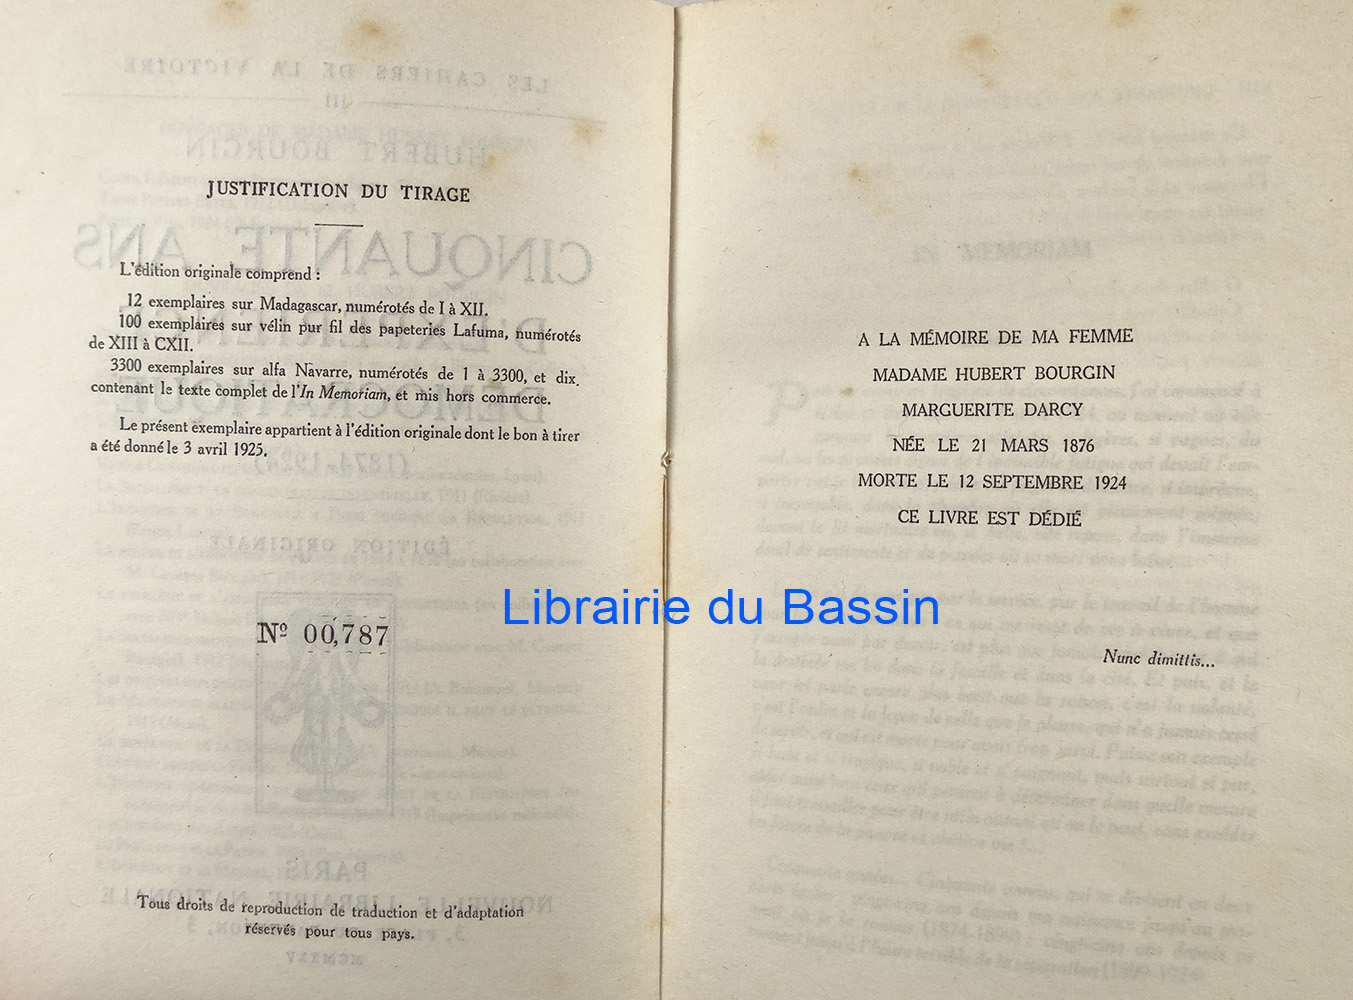 JUSTIFICATION DU TIRAGE
L'édition originale comprend :
12 exemplaires sur Madagascar, numérotés de I à XII.
100 exemplaires sur vélin pur fil des papeteries Lafuma, numérotés
de XIII à CXII.
3300 exemplaires sur alfa Navarre, numérotés de 1 à 3300, et dix,
contenant le texte complet de l'In Memoriam, et mis hors commerce.
Le présent exemplaire appartient à l'édition originale dont le bon à tirer
a été donné le 3 avril 1925.
Nº 00,787
Tous droits de reproduction de traduction et d'adaptation
réservés pour tous pays.
A LA MÉMOIRE DE MA FEMME
MADAME HUBERT BOURGIN
MARGUERITE DARCY
NÉE LE 21 MARS 1876
MORTE LE 12 SEPTEMBRE 1924
CE LIVRE EST DÉDIÉ
Librairie du Bassin
Nunc dimittis...